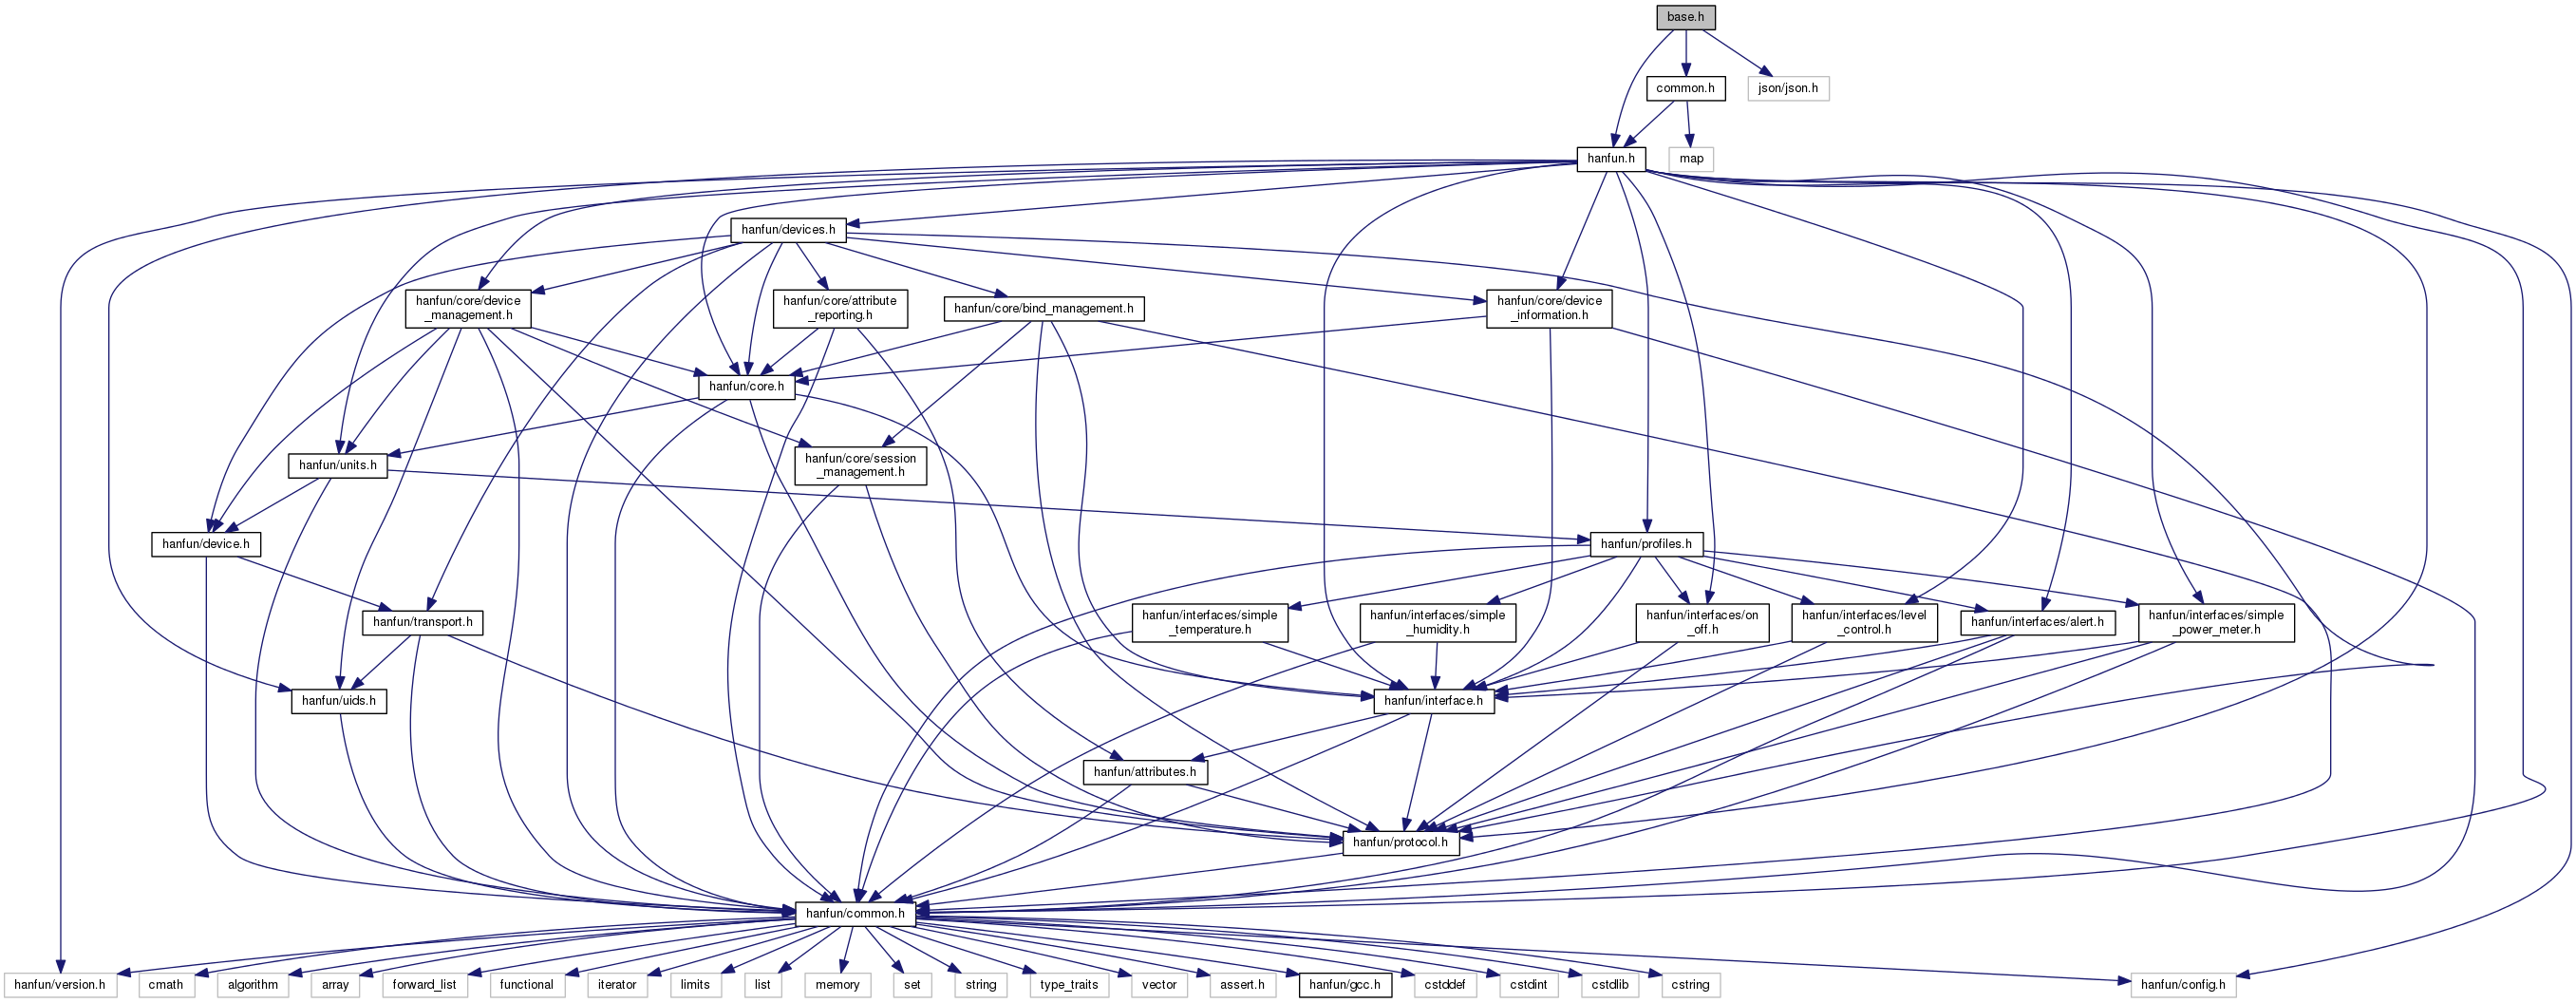 base.h
common.h
json/json.h
hanfun.h
map
hanfun/devices.h
hanfun/core/device
_management.h
hanfun/core/attribute
_reporting.h
hanfun/core/bind_management.h
hanfun/core/device
_information.h
hanfun/core.h
hanfun/units.h
hanfun/core/session
_management.h
hanfun/device.h
hanfun/profiles.h
hanfun/transport.h
hanfun/interfaces/simple
_temperature.h
hanfun/interfaces/simple
_humidity.h
hanfun/interfaces/on
_off.h
hanfun/interfaces/level
_control.h
hanfun/interfaces/alert.h
hanfun/interfaces/simple
_power_meter.h
hanfun/uids.h
hanfun/interface.h
hanfun/attributes.h
hanfun/protocol.h
hanfun/common.h
hanfun/version.h
cmath
algorithm
array
forward_list
functional
iterator
limits
list
memory
set
string
type_traits
vector
assert.h
hanfun/gcc.h
cstddef
cstdint
cstdlib
cstring
hanfun/config.h